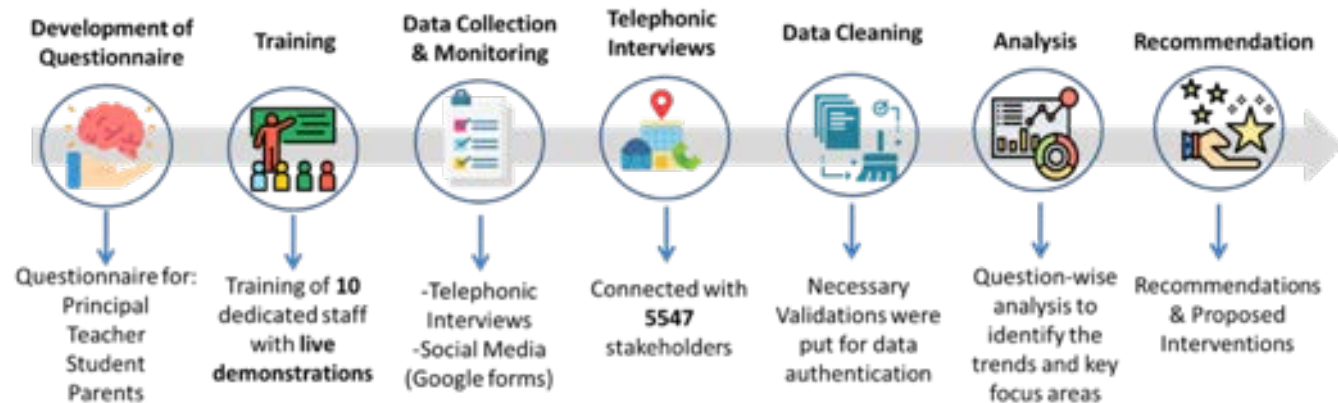 Development of
Questionnaire
Training
Data Collection
& Monitoring
Telephonic
Interviews
Data Cleaning
Analysis
Recommendation
Questionnaire for:
Principal
Teacher
Student
Parents
Training of 10
dedicated staff
with live
demonstrations
-Telephonic
Interviews
-Social Media
(Google forms)
Connected with
5547
stakeholders
Necessary
Validations were
put for data
authentication
Question-wise
analysis to
identify the
trends and key
focus areas
Recommendations
& Proposed
Interventions